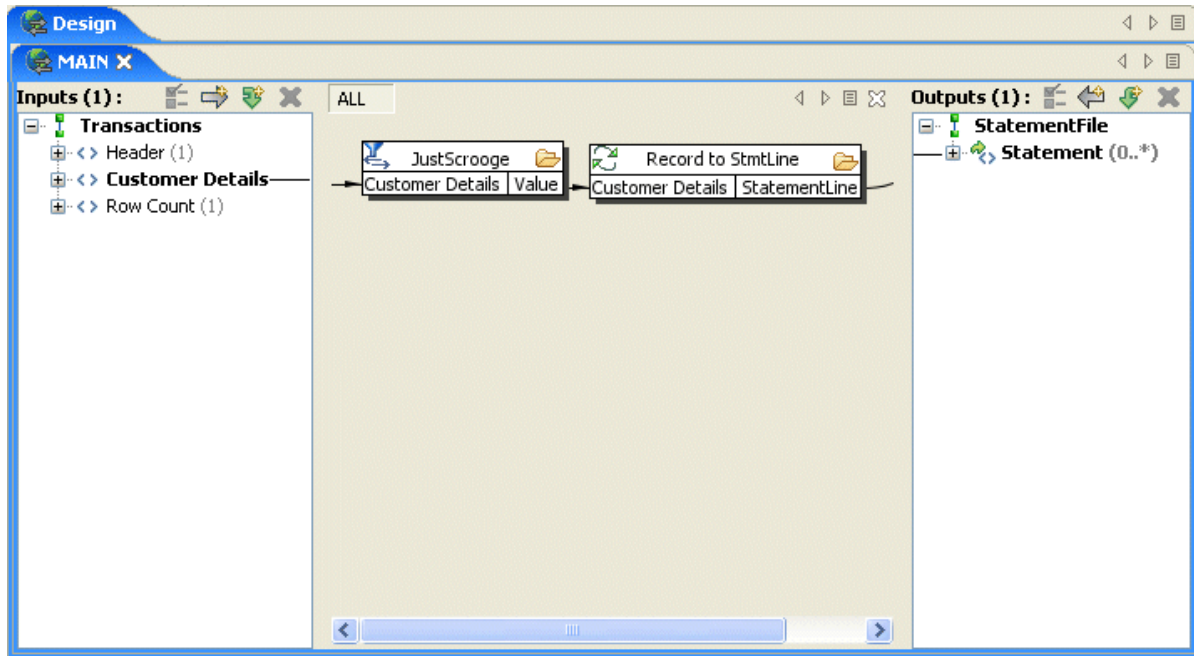 Design
MAIN
Inputs (1) :
Transactions
Header (1)
Customer Details
Row Count (1)
ALL
JustScrooge
Customer Details Value
Record to StmtLine
Customer Details StatementLine
Outputs (1) :
StatementFile
Statement (0..*)